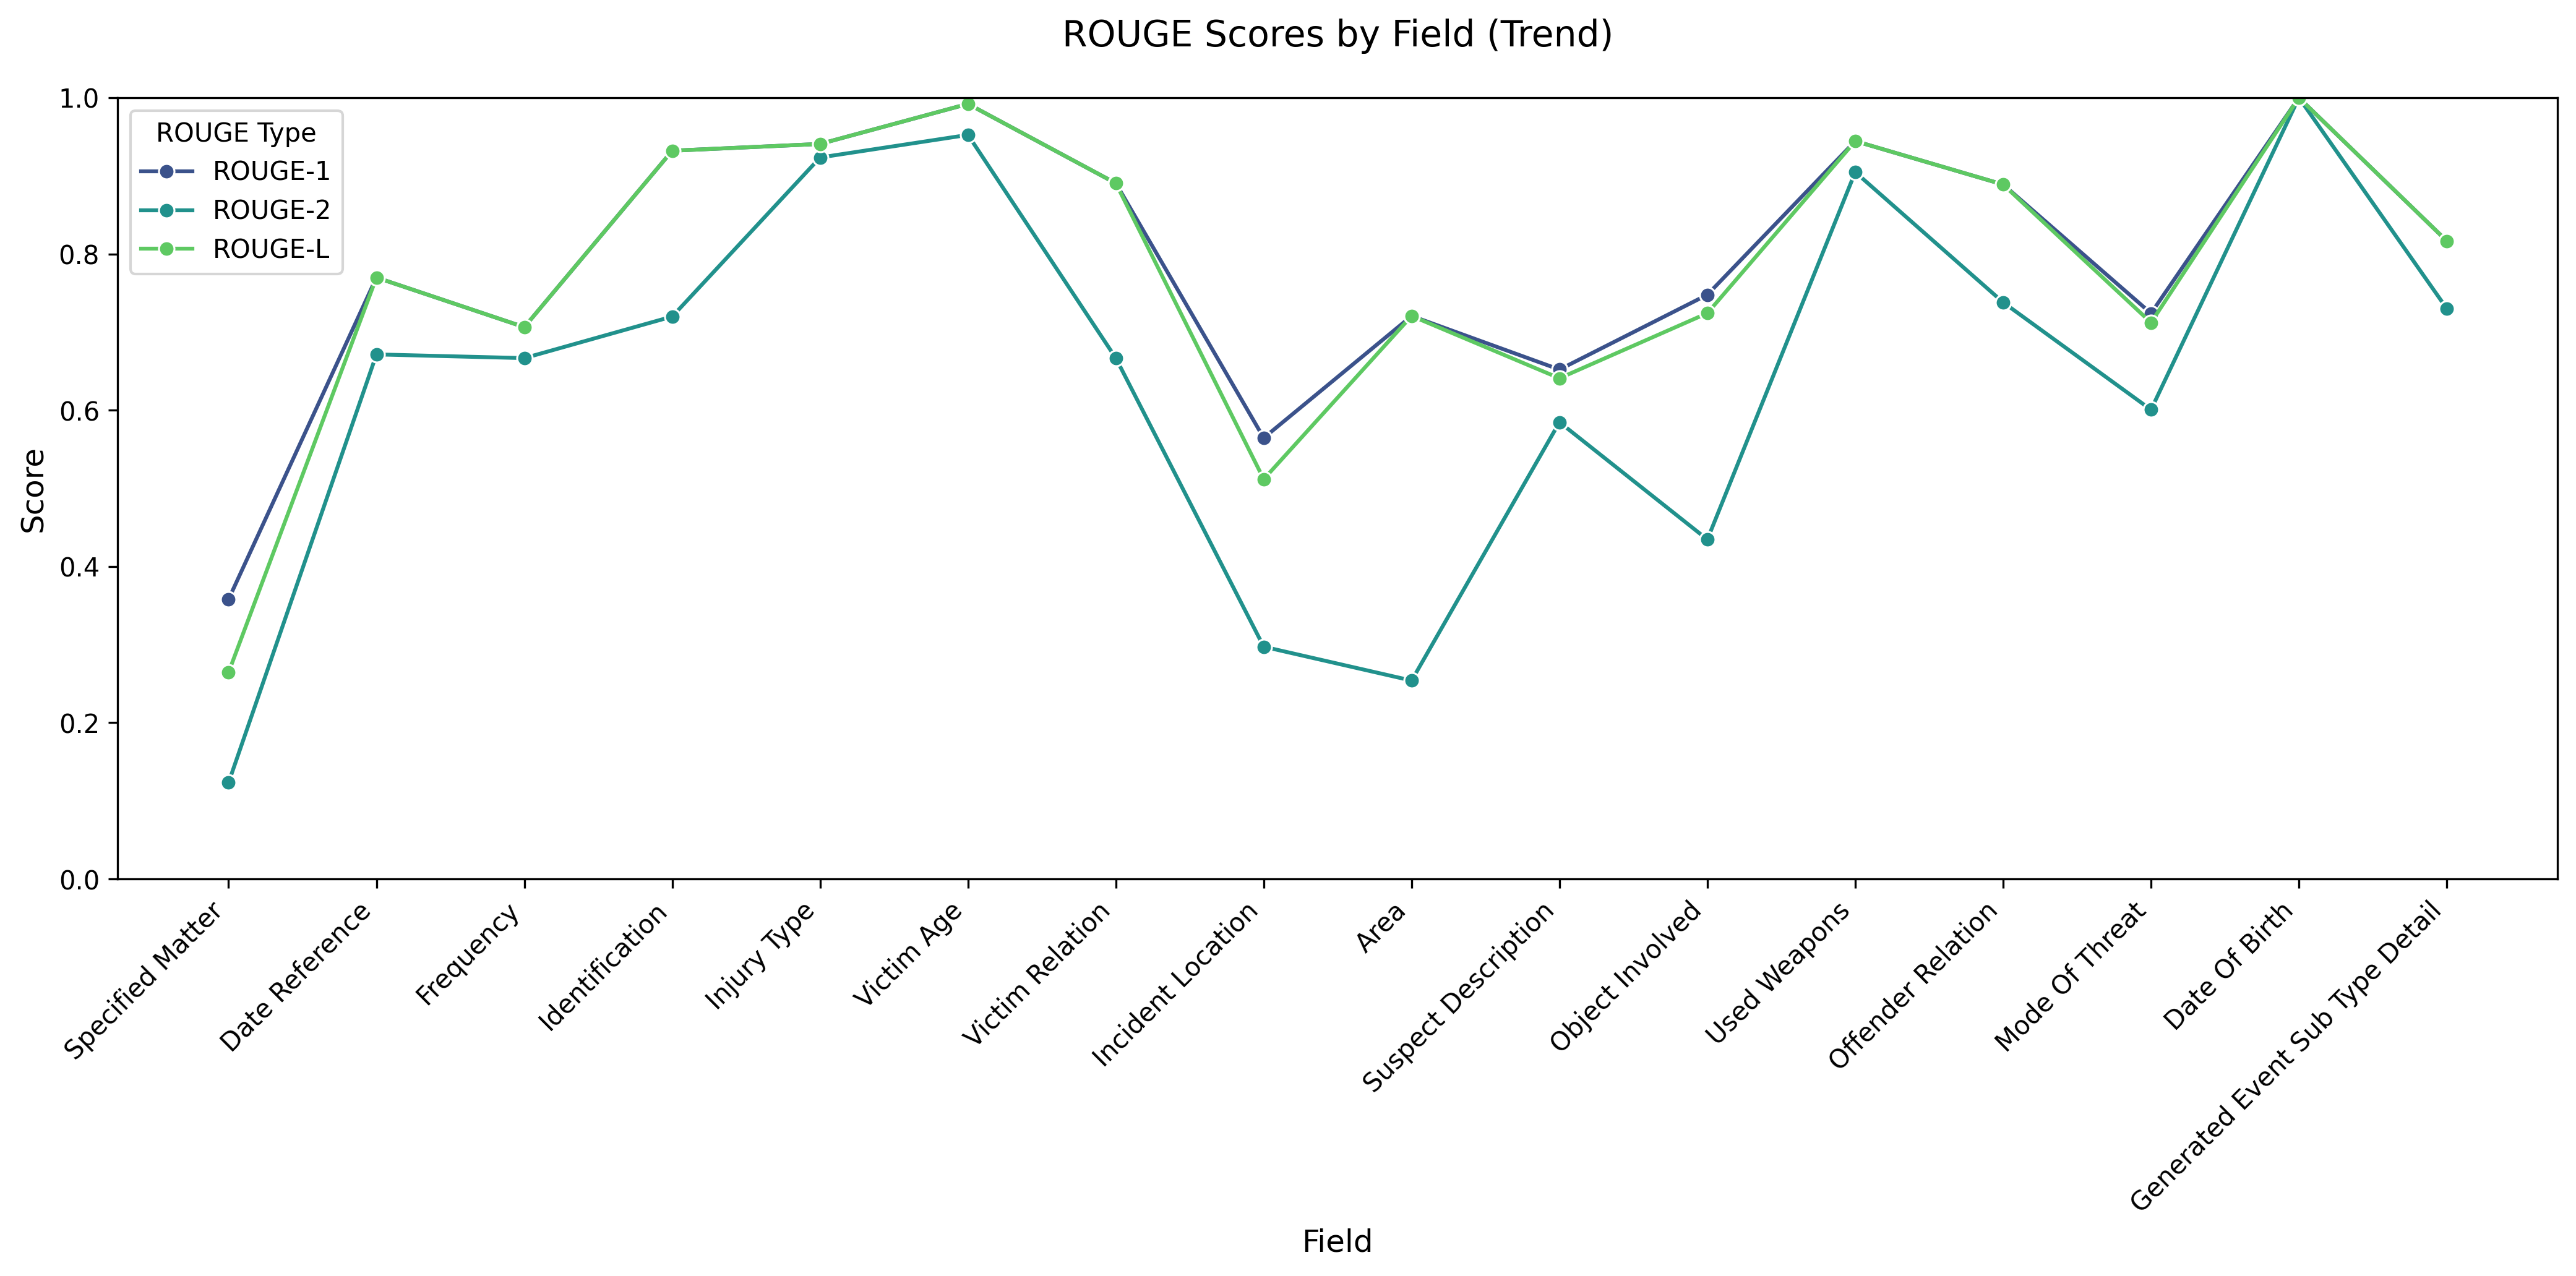 ROUGE Scores by Field (Trend)
ROUGE Type
ROUGE-1
ROUGE-2
ROUGE-L
Score
1.0
0.8
0.6
0.4
0.2
0.0
Specified Matter
Date Reference
Frequency
Identification
Injury Type
Victim Age
Victim Relation
Incident Location
Area
Suspect Description
Object Involved
Used Weapons
Offender Relation
Mode Of Threat
Date Of Birth
Generated Event Sub Type Detail
Field